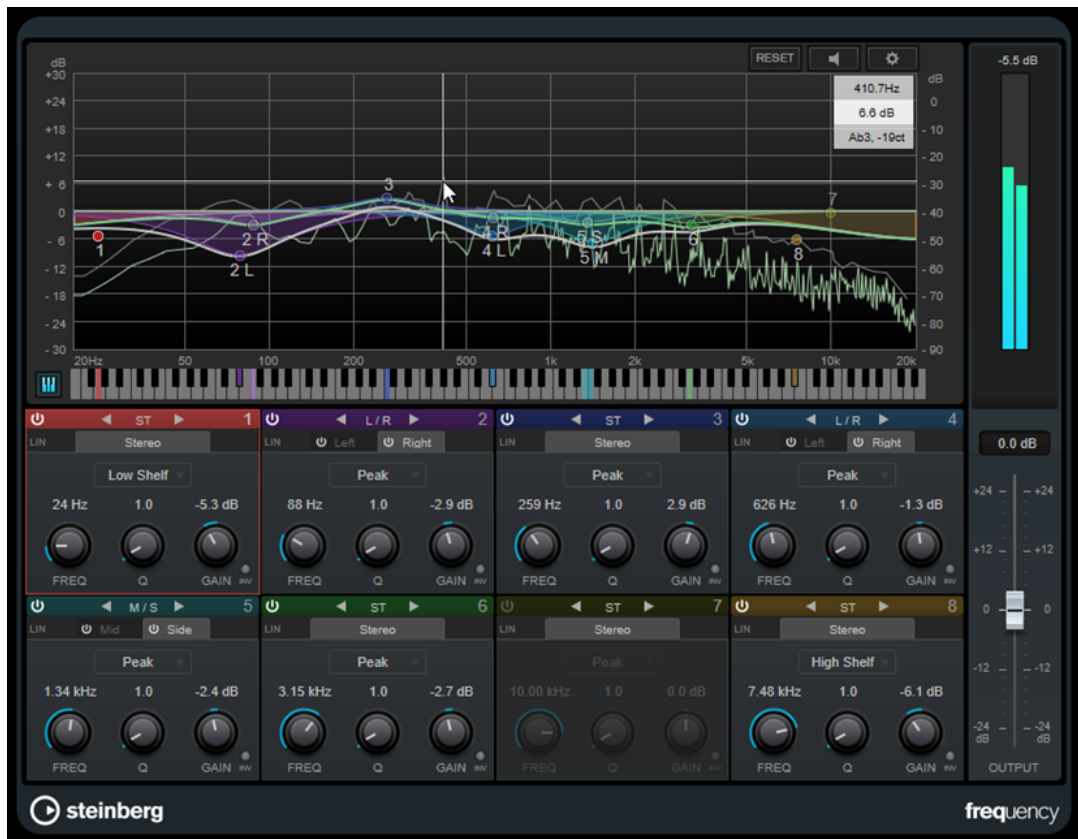 RESET
-5.5 dB
dB
+30
+24
+18
+12
+ 6
0
- 6
- 12
- 18
- 24
- 30
dB
0
- 10
- 20
- 30
- 40
- 50
- 60
- 70
- 80
- 90
410.7Hz
6.6 dB
Ab3, -19ct
1
2 R
2 L
3
4 R
4 L
5 S
5 M
6
7
8
20Hz 50 100 200 500 1k 2k 5k 10k 20k
ST 1
LIN Stereo
Low Shelf
24 Hz 1.0 -5.3 dB
FREQ Q GAIN INV
L / R 2
LIN Left Right
Peak
88 Hz 1.0 -2.9 dB
FREQ Q GAIN INV
ST 3
LIN Stereo
Peak
259 Hz 1.0 2.9 dB
FREQ Q GAIN INV
L / R 4
LIN Left Right
Peak
626 Hz 1.0 -1.3 dB
FREQ Q GAIN INV
M / S 5
LIN Mid Side
Peak
1.34 kHz 1.0 -2.4 dB
FREQ Q GAIN INV
ST 6
LIN Stereo
Peak
3.15 kHz 1.0 -2.7 dB
FREQ Q GAIN INV
ST 7
LIN Stereo
Peak
10.00 kHz 1.0 0.0 dB
FREQ Q GAIN INV
ST 8
LIN Stereo
High Shelf
7.48 kHz 1.0 -6.1 dB
FREQ Q GAIN INV
0.0 dB
+24 +24
+12 +12
0 0
-12 -12
-24 -24
dB dB
OUTPUT
steinberg
frequency